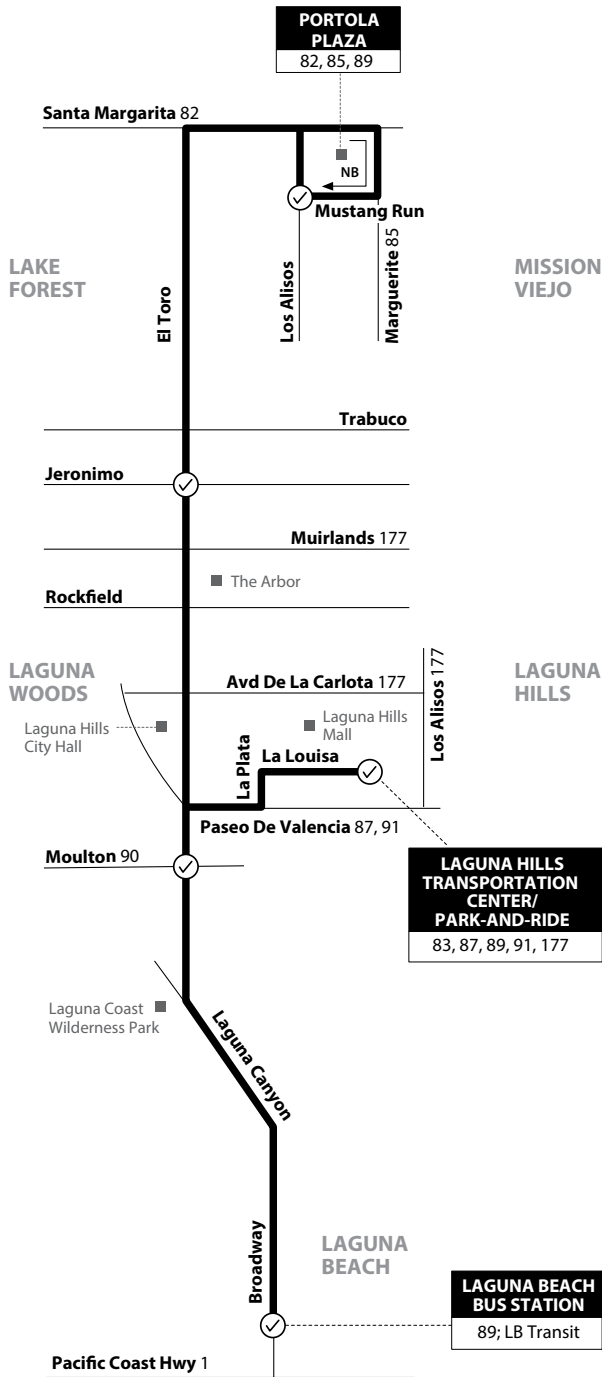 PORTOLA
PLAZA
82, 85, 89
Santa Margarita 82
NB
Mustang Run
LAKE
FOREST
El Toro
Los Alisos
Marguerite 85
MISSION
VIEJO
Trabuco
Jeronimo
Muirlands 177
The Arbor
Rockfield
LAGUNA
WOODS
Avd De La Carlota 177
Los Alisos 177
LAGUNA
HILLS
Laguna Hills
City Hall
Laguna Hills
Mall
La Plata
La Louisa
Paseo De Valencia 87, 91
Moulton 90
LAGUNA HILLS
TRANSPORTATION
CENTER/
PARK-AND-RIDE
83, 87, 89, 91, 177
Laguna Coast
Wilderness Park
Laguna Canyon
Broadway
LAGUNA
BEACH
LAGUNA BEACH
BUS STATION
89; LB Transit
Pacific Coast Hwy 1